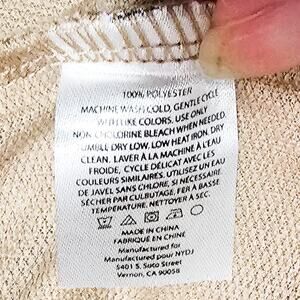 100% POLYESTER
MACHINE WASH COLD, GENTLE CYCLE
WITH LIKE COLORS. USE ONLY
NON-CHLORINE BLEACH WHEN NEEDED.
TUMBLE DRY LOW. LOW HEAT IRON. DRY
CLEAN. LAVER À LA MACHINE À L'EAU
FROIDE, CYCLE DÉLICAT AVEC LES
COULEURS SIMILAIRES. UTILISEZ UN EAU
DE JAVEL SANS CHLORE, SI NÉCESSAIRE.
SÉCHER PAR CULBUTAGE. FER À BASSE
TEMPÉRATURE. NETTOYER À SEC.
MADE IN CHINA
FABRIQUÉ EN CHINE
Manufactured for
Manufacturé pour NYDJ
5401 S. Soto Street
Vernon, CA 90058